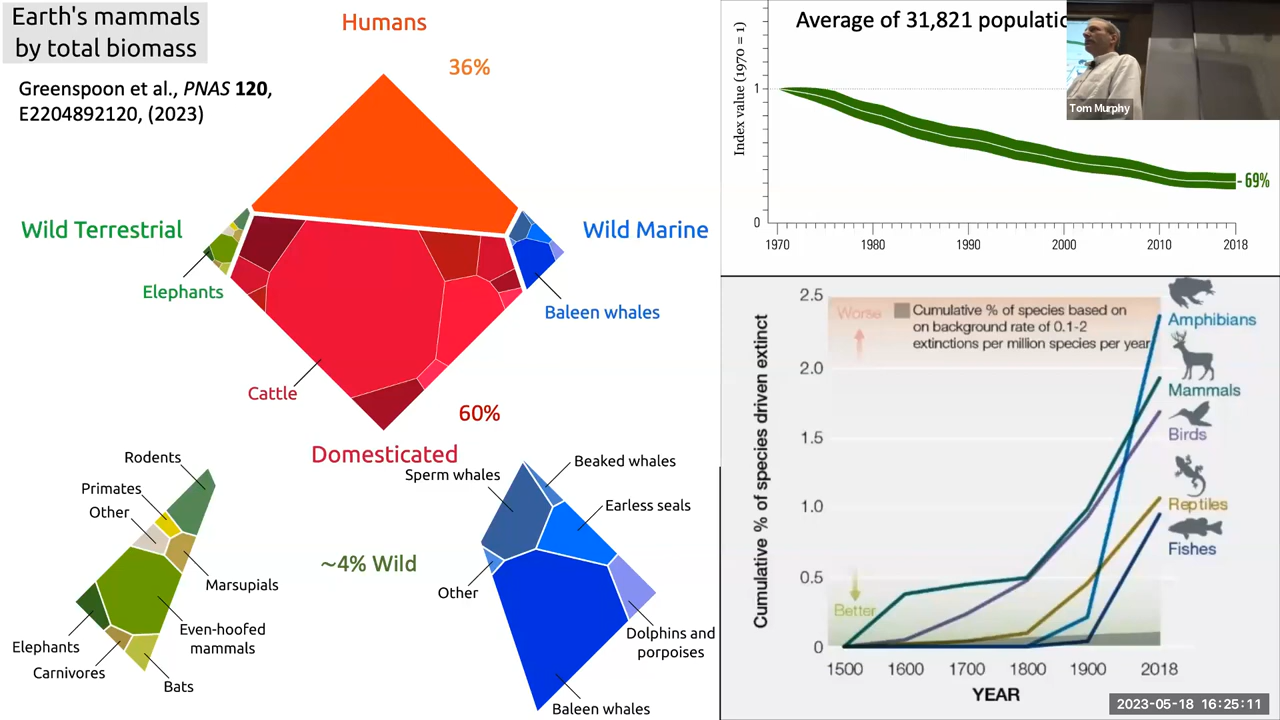 Earth's mammals
by total biomass
Greenspoon et al., PNAS 120,
E2204892120, (2023)
Humans
36%
Wild Terrestrial
Wild Marine
Elephants
Baleen whales
Cattle
60%
Domesticated
Rodents
Primates
Other
Marsupials
Even-hoofed
mammals
Elephants
Carnivores
Bats
~4% Wild
Sperm whales
Beaked whales
Earless seals
Other
Dolphins and
porpoises
Baleen whales
Average of 31,821 populatio
Tom Murphy
Index value (1970 = 1)
1
0
-69%
1970 1980 1990 2000 2010 2018
Cumulative % of species driven extinct
2.5
2.0
1.5
1.0
0.5
0
Worse
Cumulative % of species based on
on background rate of 0.1-2
extinctions per million species per year
Better
Amphibians
Mammals
Birds
Reptiles
Fishes
1500 1600 1700 1800 1900 2018
YEAR
2023-05-18 16:25:11